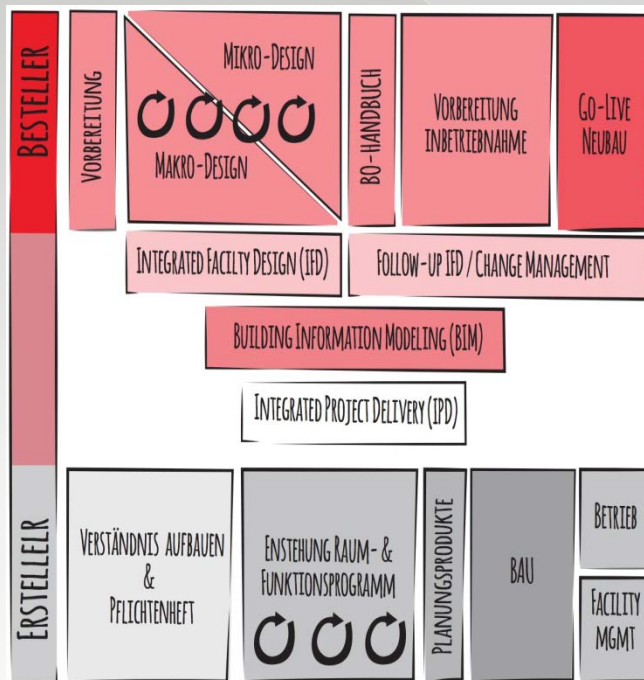 BESTELLER
VORBEREITUNG
MIKRO-DESIGN
MAKRO-DESIGN
BO-HANDBUCH
VORBEREITUNG
INBETRIEBNAHME
GO-LIVE
NEUBAU
INTEGRATED FACILTY DESIGN (IFD)
FOLLOW-UP IFD / CHANGE MANAGEMENT
BUILDING INFORMATION MODELING (BIM)
INTEGRATED PROJECT DELIVERY (IPD)
ERSTELLELR
VERSTÄNDNIS AUFBAUEN
&
PFLICHTENHEFT
ENSTEHUNG RAUM- &
FUNKTIONSPROGRAMM
PLANUNGSPRODUKTE
BAU
BETRIEB
FACILITY
MGMT